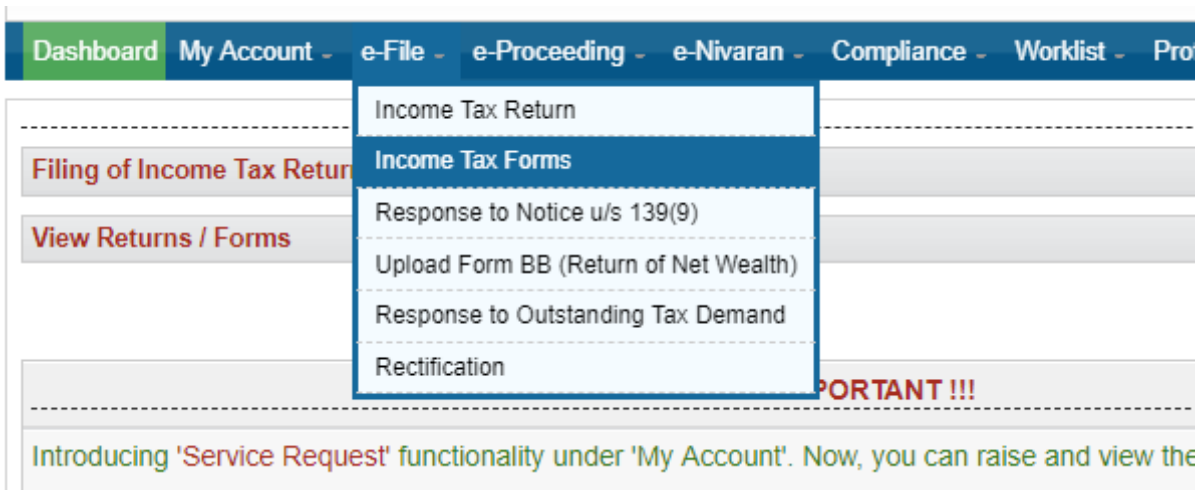 Dashboard My Account e-File e-Proceeding e-Nivaran Compliance Worklist
Income Tax Return
Filing of Income Tax
Income Tax Forms
Response to Notice u/s 139(9)
View Returns / Forms
Upload Form BB (Return of Net Wealth)
Response to Outstanding Tax Demand
Rectification
PORTANT !!!
Introducing 'Service Request' functionality under 'My Account'. Now, you can raise and view the